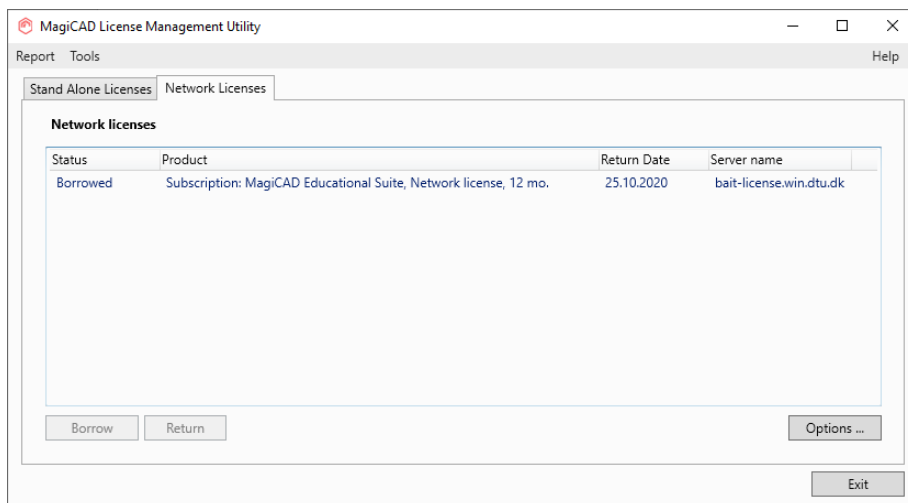 MagiCAD License Management Utility
Report Tools Help
Stand Alone Licenses Network Licenses
Network licenses
Status Product Return Date Server name
Borrowed Subscription: MagiCAD Educational Suite, Network license, 12 mo. 25.10.2020 bait-license.win.dtu.dk
Borrow Return Options ...
Exit